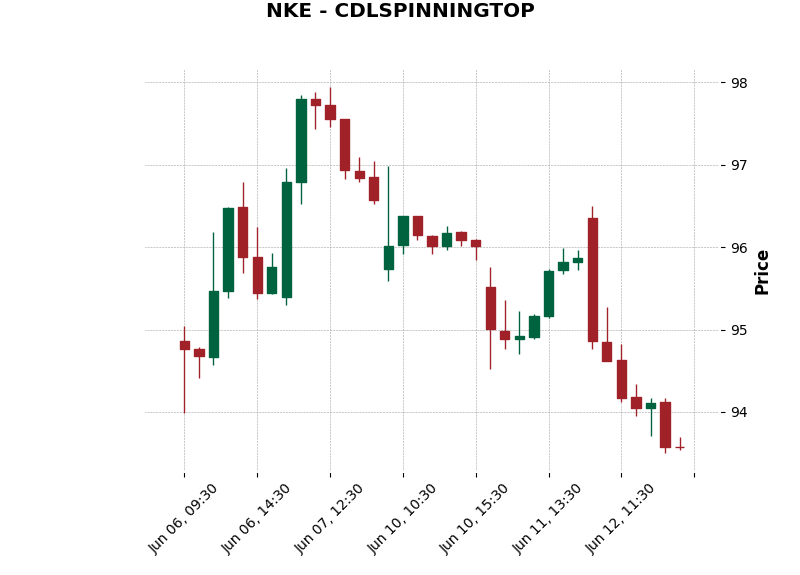 NKE - CDLSPINNINGTOP
98
97
96
95
94
Price
Jun 06, 09:30
Jun 06, 14:30
Jun 07, 12:30
Jun 10, 10:30
Jun 10, 15:30
Jun 11, 13:30
Jun 12, 11:30